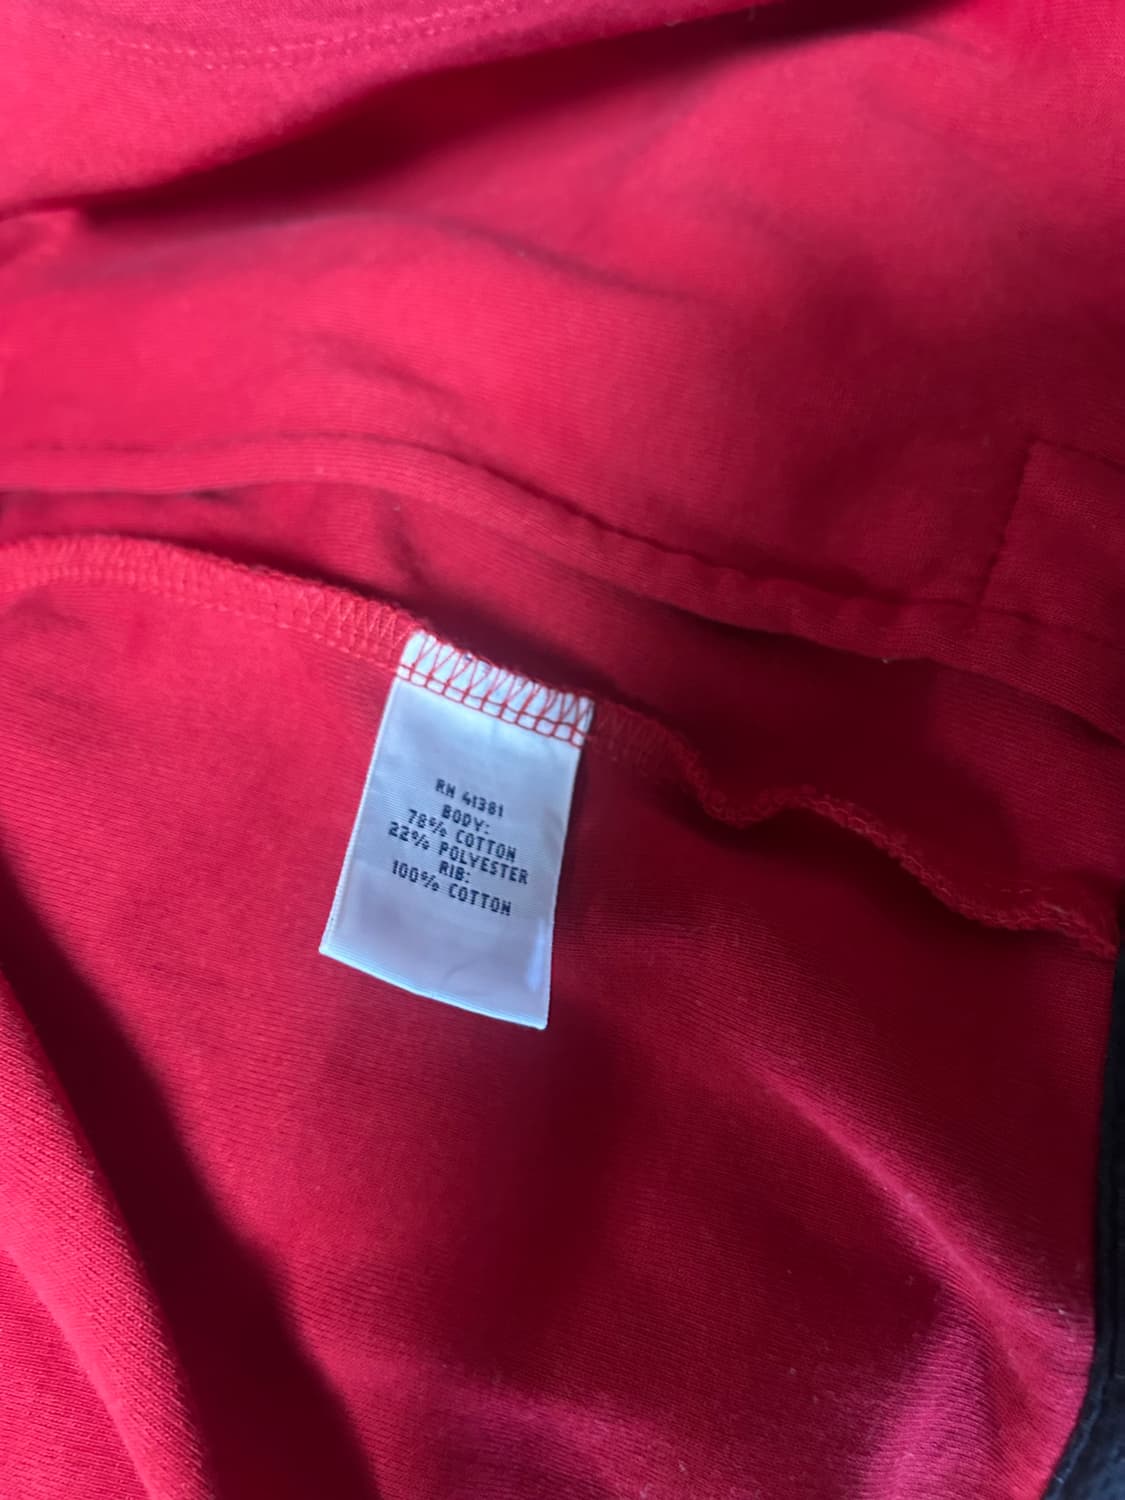 RN 41381
BODY:
78% COTTON
22% POLYESTER
RIB:
100% COTTON